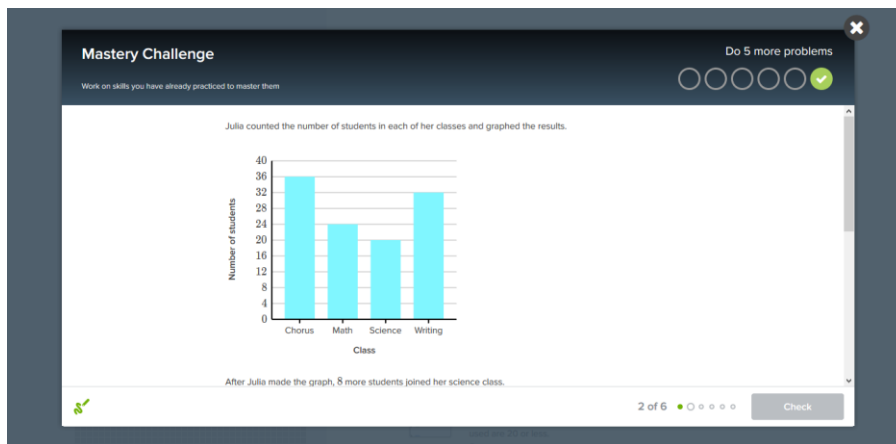 Mastery Challenge
Do 5 more problems
Work on skills you have already practiced to master them
Julia counted the number of students in each of her classes and graphed the results.
40
36
32
28
24
20
16
12
8
4
0
Number of students
Chorus Math Science Writing
Class
After Julia made the graph, 8 more students joined her science class.
2 of 6
Check